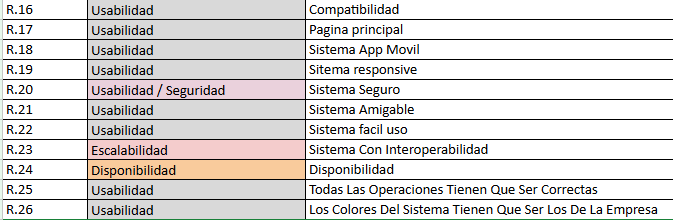 R.16 Usabilidad Compatibilidad
R.17 Usabilidad Pagina principal
R.18 Usabilidad Sistema App Movil
R.19 Usabilidad Sitema responsive
R.20 Usabilidad / Seguridad Sistema Seguro
R.21 Usabilidad Sistema Amigable
R.22 Usabilidad Sistema facil uso
R.23 Escalabilidad Sistema Con Interoperabilidad
R.24 Disponibilidad Disponibilidad
R.25 Usabilidad Todas Las Operaciones Tienen Que Ser Correctas
R.26 Usabilidad Los Colores Del Sistema Tienen Que Ser Los De La Empresa